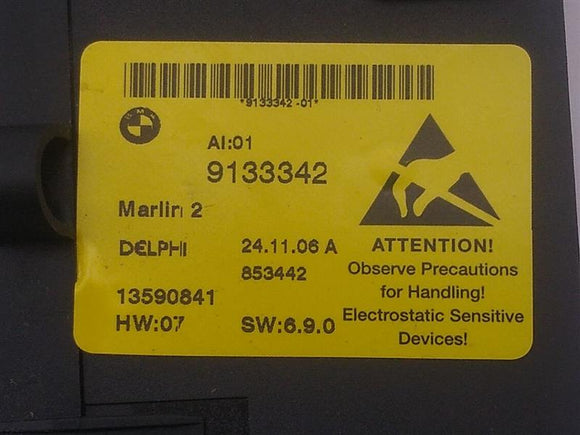 *9133342-01*
BMW
AI:01
9133342
Marlin 2
DELPHI 24.11.06 A
853442
13590841
HW:07 SW:6.9.0
ATTENTION!
Observe Precautions
for Handling!
Electrostatic Sensitive
Devices!